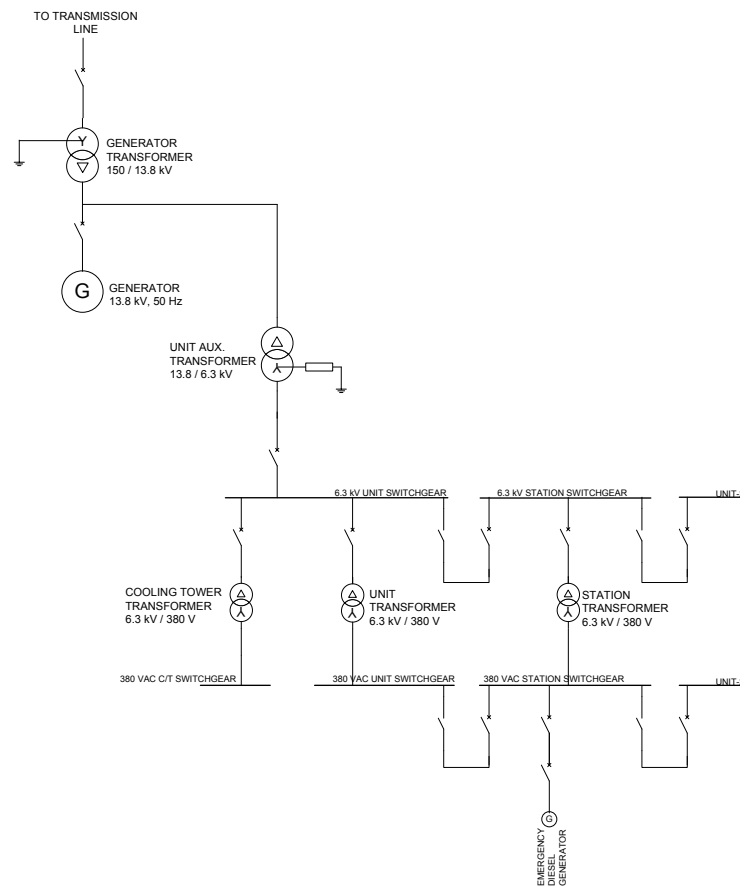 TO TRANSMISSION
LINE
Y
GENERATOR
TRANSFORMER
150 / 13.8 kV
G
GENERATOR
13.8 kV, 50 Hz
UNIT AUX.
TRANSFORMER
13.8 / 6.3 kV
6.3 kV UNIT SWITCHGEAR
6.3 kV STATION SWITCHGEAR
UNIT-
COOLING TOWER
TRANSFORMER
6.3 kV / 380 V
UNIT
TRANSFORMER
6.3 kV / 380 V
STATION
TRANSFORMER
6.3 kV / 380 V
380 VAC C/T SWITCHGEAR
380 VAC UNIT SWITCHGEAR
380 VAC STATION SWITCHGEAR
UNIT-
G
EMERGENCY
DIESEL
GENERATOR